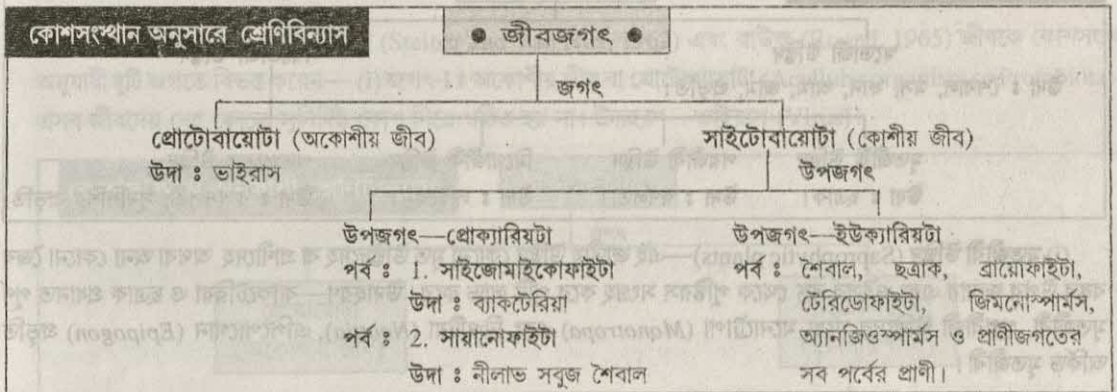 কোশসংস্থান অনুসারে শ্রেণিবিন্যাস
● জীবজগৎ ●
জগৎ
প্রোটোবায়োটা (অকোশীয় জীব)
উদা ঃ ভাইরাস
সাইটোবায়োটা (কোশীয় জীব)
উপজগৎ
উপজগৎ—প্রোক্যারিয়টা
পর্ব ঃ 1. সাইজোমাইকোফাইটা
উদা ঃ ব্যাকটেরিয়া
পর্ব ঃ 2. সায়ানোফাইটা
উদা ঃ নীলাভ সবুজ শৈবাল
উপজগৎ—ইউক্যারিয়টা
পর্ব ঃ শৈবাল, ছত্রাক, ব্রায়োফাইটা,
টেরিডোফাইটা, জিমনোস্পার্মস,
অ্যানজিওস্পার্মস ও প্রাণীজগতের
সব পর্বের প্রাণী।